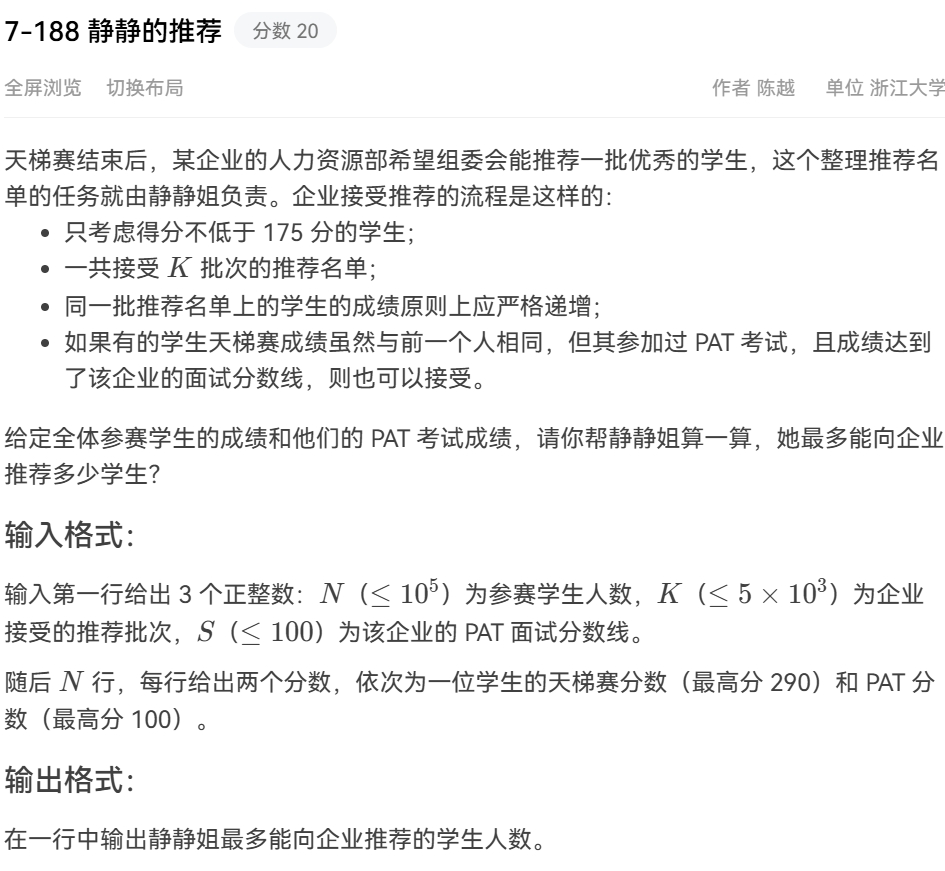 7-188 静静的推荐 分数 20
全屏浏览 切换布局 作者 陈越 单位 浙江大学
天梯赛结束后，某企业的人力资源部希望组委会能推荐一批优秀的学生，这个整理推荐名
单的任务就由静静姐负责。企业接受推荐的流程是这样的：
• 只考虑得分不低于 175 分的学生；
• 一共接受 K 批次的推荐名单；
• 同一批推荐名单上的学生的成绩原则上应严格递增；
• 如果有的学生天梯赛成绩虽然与前一个人相同，但其参加过 PAT 考试，且成绩达到
了该企业的面试分数线，则也可以接受。
给定全体参赛学生的成绩和他们的 PAT 考试成绩，请你帮静静姐算一算，她最多能向企业
推荐多少学生？
输入格式：
输入第一行给出 3 个正整数：N（≤ 10⁵）为参赛学生人数，K（≤ 5 × 10³）为企业
接受的推荐批次，S（≤ 100）为该企业的 PAT 面试分数线。
随后 N 行，每行给出两个分数，依次为一位学生的天梯赛分数（最高分 290）和 PAT 分
数（最高分 100）。
输出格式：
在一行中输出静静姐最多能向企业推荐的学生人数。